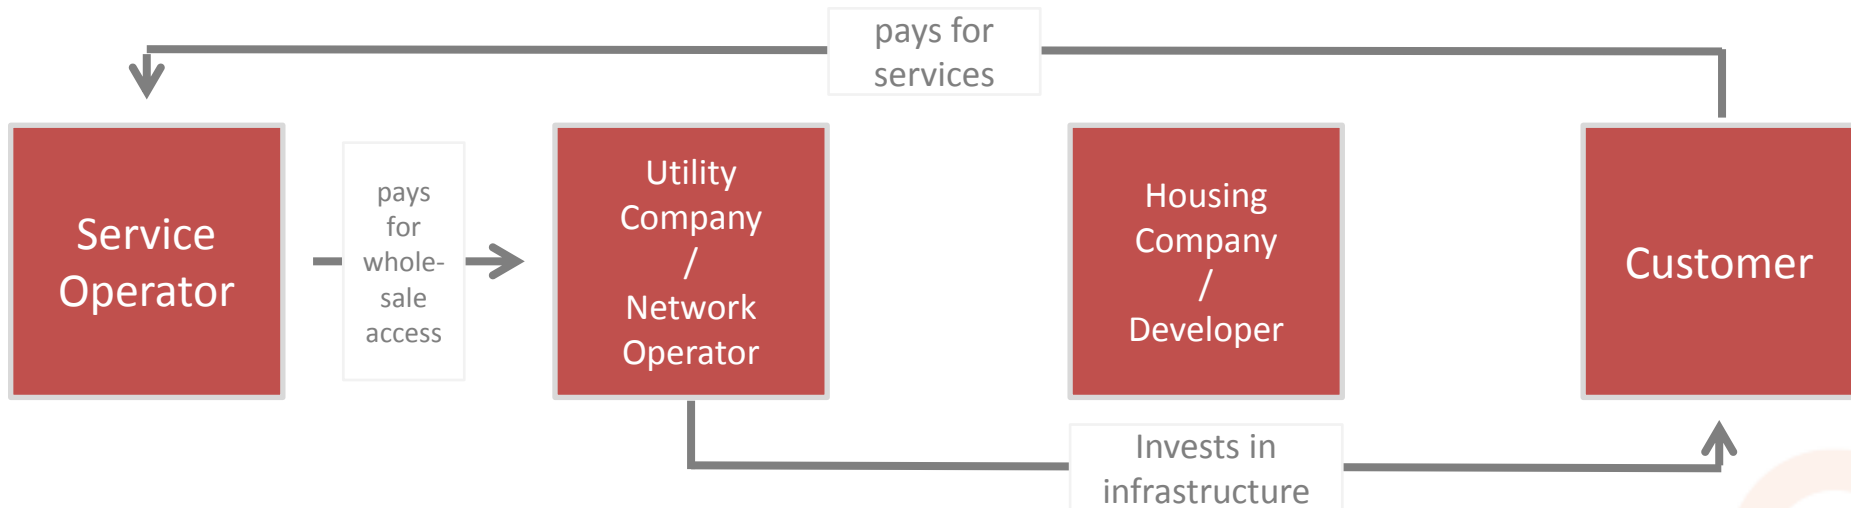 pays for
services
Service
Operator
pays
for
whole-
sale
access
Utility
Company
/
Network
Operator
Housing
Company
/
Developer
Customer
Invests in
infrastructure